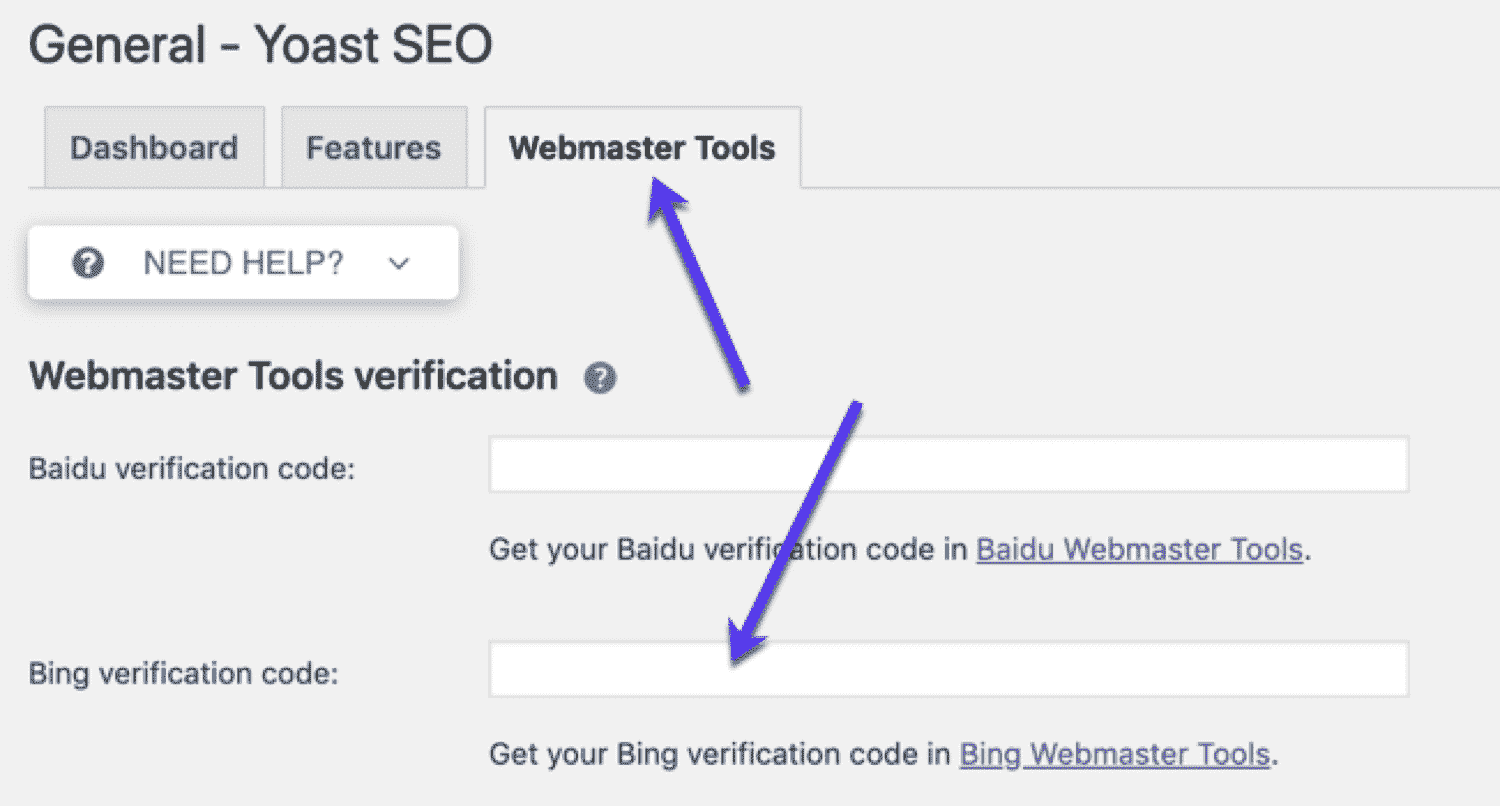 General - Yoast SEO
Dashboard Features Webmaster Tools
? NEED HELP?
Webmaster Tools verification ?
Baidu verification code:
Get your Baidu verification code in Baidu Webmaster Tools.
Bing verification code:
Get your Bing verification code in Bing Webmaster Tools.